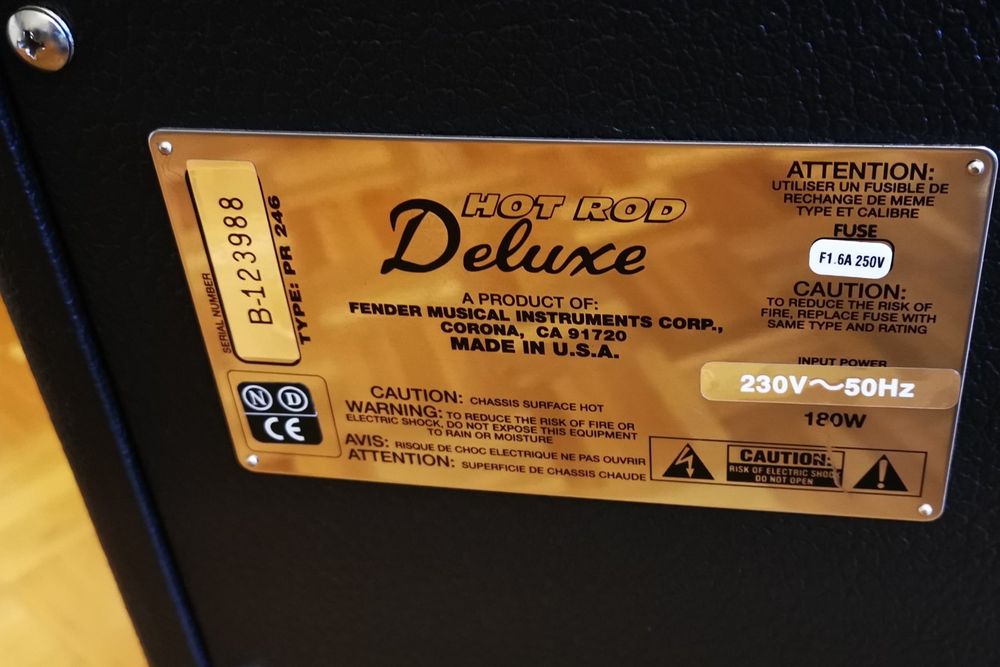 SERIAL NUMBER
B-123988
TYPE: PR 246
HOT ROD
Deluxe
A PRODUCT OF:
FENDER MUSICAL INSTRUMENTS CORP.,
CORONA, CA 91720
MADE IN U.S.A.
ATTENTION:
UTILISER UN FUSIBLE DE
RECHANGE DE MEME
TYPE ET CALIBRE
FUSE
F1.6A 250V
CAUTION:
TO REDUCE THE RISK OF
FIRE, REPLACE FUSE WITH
SAME TYPE AND RATING
INPUT POWER
230V～50Hz
180W
N D
CE
CAUTION: CHASSIS SURFACE HOT
WARNING: TO REDUCE THE RISK OF FIRE OR
ELECTRIC SHOCK, DO NOT EXPOSE THIS EQUIPMENT
TO RAIN OR MOISTURE
AVIS: RISQUE DE CHOC ELECTRIQUE NE PAS OUVRIR
ATTENTION: SUPERFICIE DE CHASSIS CHAUDE
CAUTION:
RISK OF ELECTRIC SHOCK
DO NOT OPEN